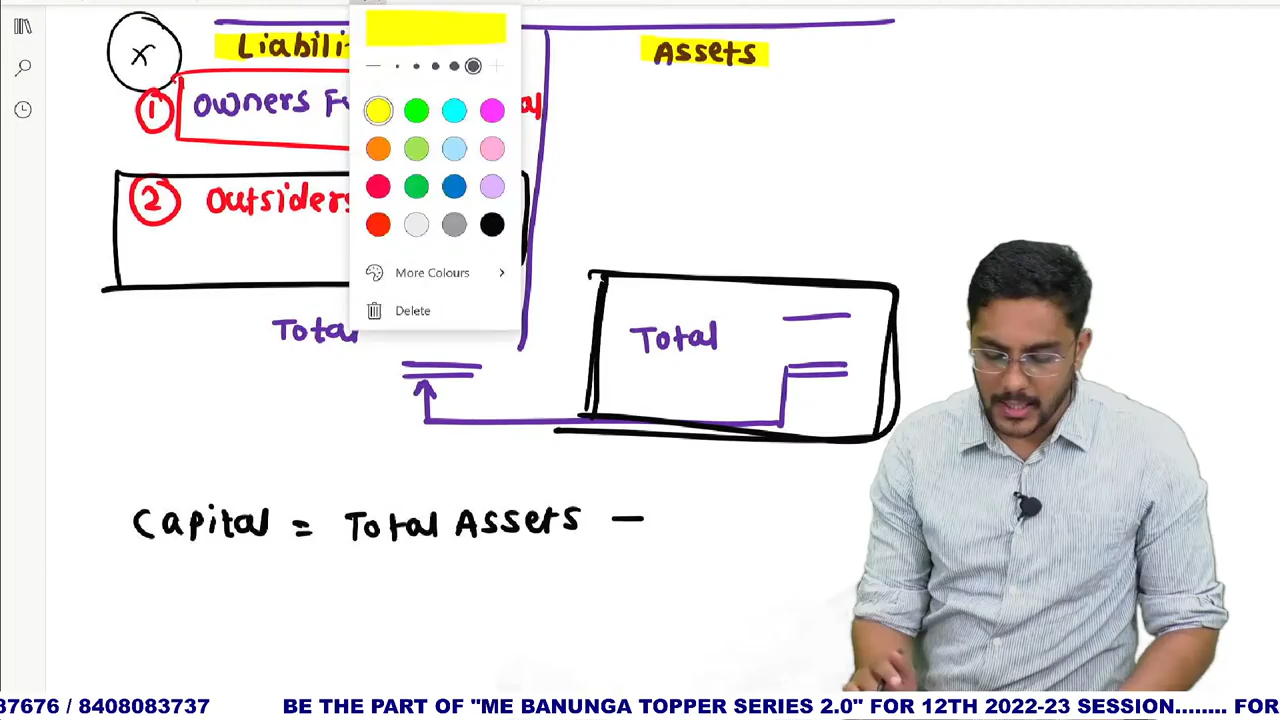 x Liabili Assets
1 Owners F al
2 Outsiders
More Colours
Delete
Total Total
Capital = Total Assets —
37676 / 8408083737 BE THE PART OF "ME BANUNGA TOPPER SERIES 2.0" FOR 12TH 2022-23 SESSION........ FOR